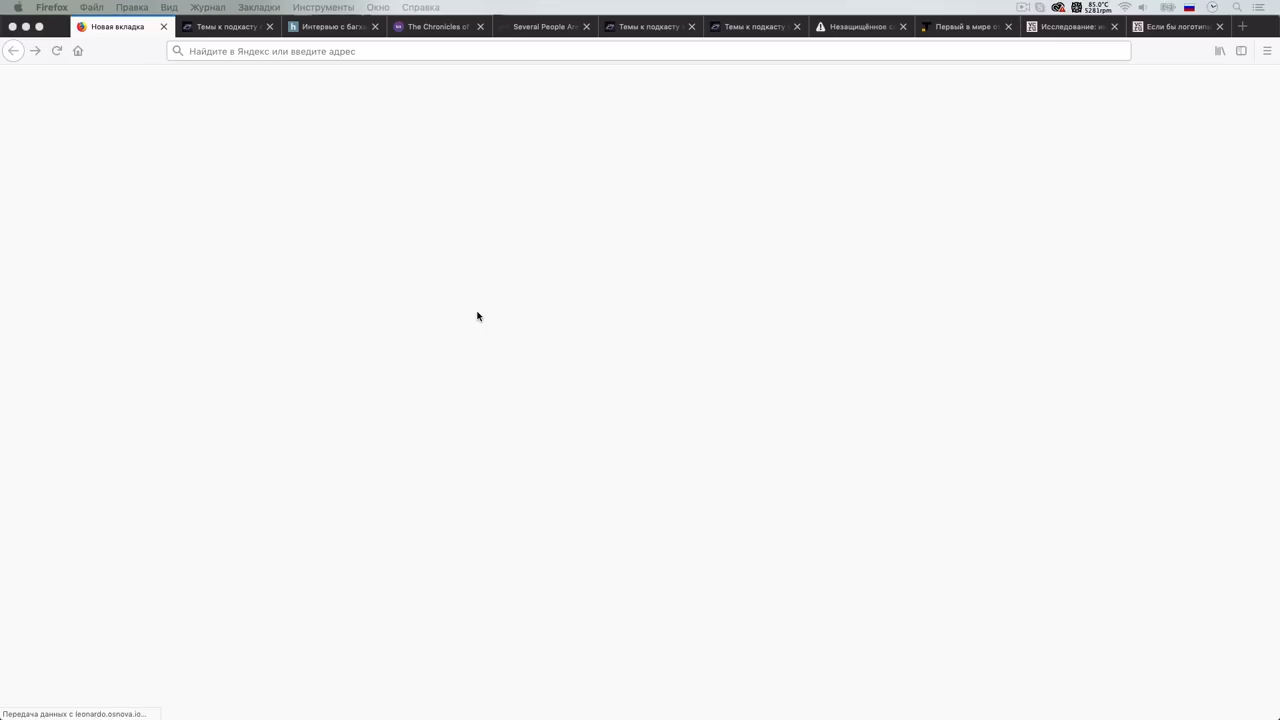 Firefox Файл Правка Вид Журнал Закладки Инструменты Окно Справка
85.0°C
5281rpm
Новая вкладка
Темы к подкасту
Интервью с багха
The Chronicles of
Several People Are
Темы к подкасту
Темы к подкасту
Незащищённое с
Первый в мире от
Исследование: и
Если бы логотип
Найдите в Яндекс или введите адрес
Передача данных с leonardo.osnova.io…